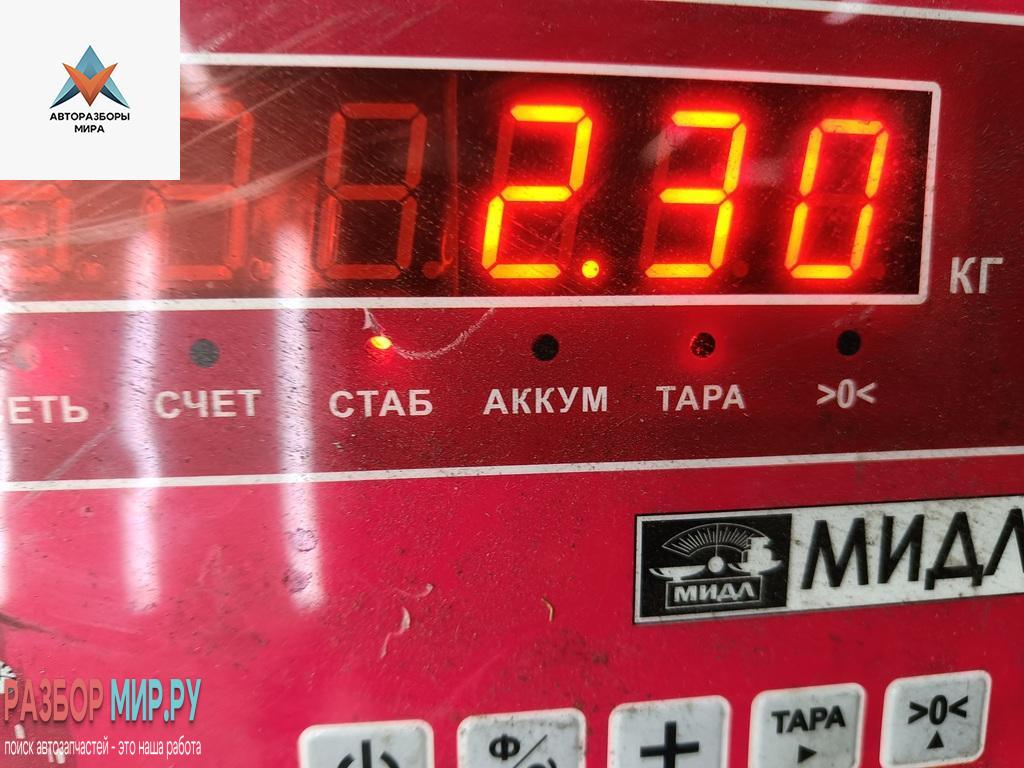 АВТОРАЗБОРЫ
МИРА
2.30
КГ
СЕТЬ СЧЕТ СТАБ АККУМ ТАРА >0<
МИДЛ
МИДЛ
ТАРА
>0<
Ф/
+
РАЗБОР МИР.РУ
поиск автозапчастей - это наша работа